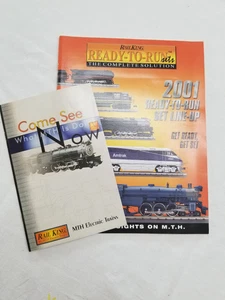 RAILKING
READY-TO-RUN
sets
THE COMPLETE SOLUTION
2001
READY-TO-RUN
SET LINE-UP
GET READY,
GET SET
SIGHTS ON M.T.H.
Come See
Now
RAIL KING
MTH Electric Trains